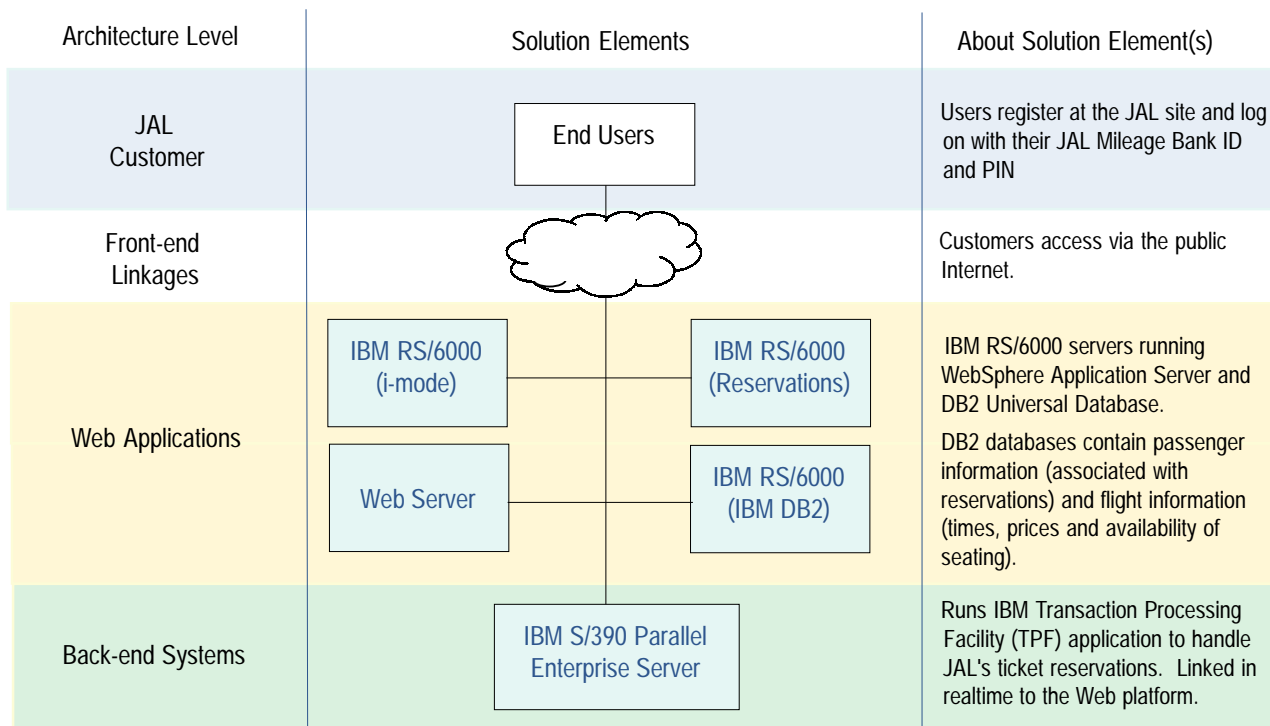 Architecture Level
Solution Elements
About Solution Element(s)
JAL
Customer
End Users
Users register at the JAL site and log
on with their JAL Mileage Bank ID
and PIN
Front-end
Linkages
Customers access via the public
Internet.
Web Applications
IBM RS/6000
(i-mode)
IBM RS/6000
(Reservations)
Web Server
IBM RS/6000
(IBM DB2)
IBM RS/6000 servers running
WebSphere Application Server and
DB2 Universal Database.
DB2 databases contain passenger
information (associated with
reservations) and flight information
(times, prices and availability of
seating).
Back-end Systems
IBM S/390 Parallel
Enterprise Server
Runs IBM Transaction Processing
Facility (TPF) application to handle
JAL's ticket reservations. Linked in
realtime to the Web platform.